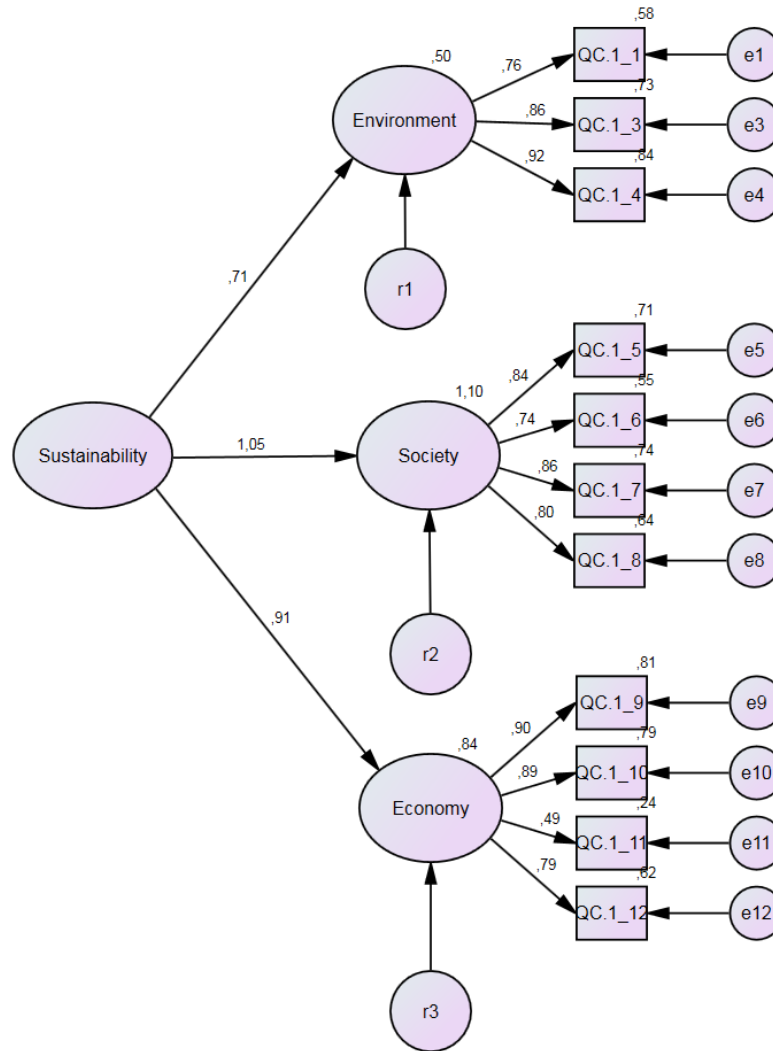 ,58
,50
,76
QC.1_1
e1
,73
Environment
,86
QC.1_3
e3
,84
,92
QC.1_4
e4
,71
r1
,71
QC.1_5
e5
,84
,55
1,10
,74
QC.1_6
e6
Sustainability
1,05
Society
,74
,86
QC.1_7
e7
,64
,80
QC.1_8
e8
,91
r2
,81
QC.1_9
e9
,90
,79
,84
,89
QC.1_10
e10
Economy
,24
,49
QC.1_11
e11
,62
,79
QC.1_12
e12
r3